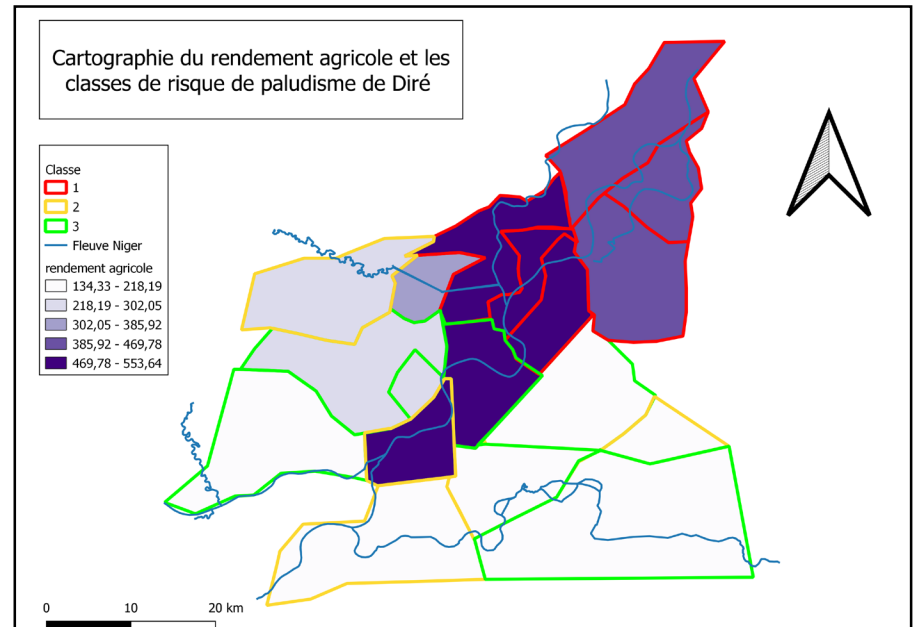 Cartographie du rendement agricole et les
classes de risque de paludisme de Diré
Classe
1
2
3
Fleuve Niger
rendement agricole
134,33 - 218,19
218,19 - 302,05
302,05 - 385,92
385,92 - 469,78
469,78 - 553,64
0 10 20 km